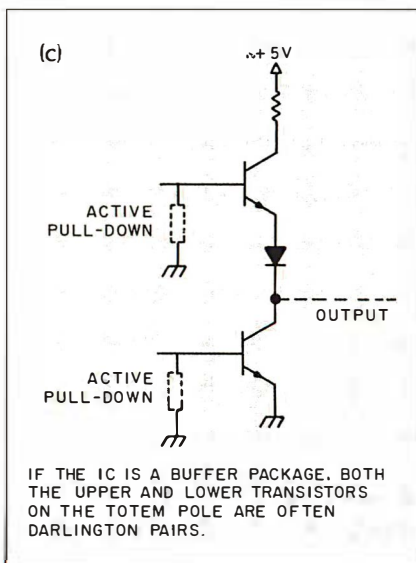 (c)
≈+5V
ACTIVE
PULL-DOWN
OUTPUT
ACTIVE
PULL-DOWN
IF THE IC IS A BUFFER PACKAGE. BOTH
THE UPPER AND LOWER TRANSISTORS
ON THE TOTEM POLE ARE OFTEN
DARLINGTON PAIRS.